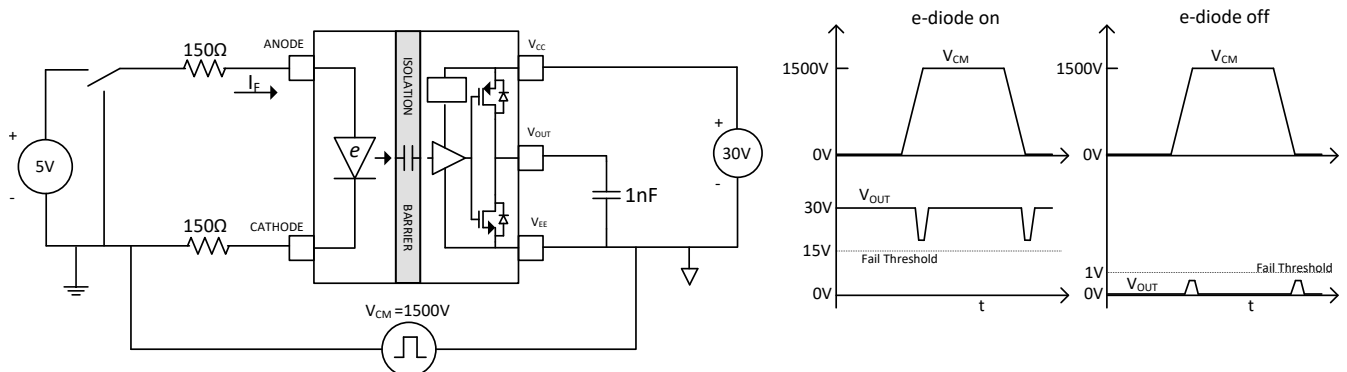 150Ω
ANODE
I_F
5V
+
-
150Ω
CATHODE
e
ISOLATION
BARRIER
V_CC
V_OUT
V_EE
1nF
+
30V
-
V_CM =1500V
e-diode on
1500V
V_CM
0V
30V
V_OUT
15V
Fail Threshold
0V
t
e-diode off
1500V
V_CM
0V
1V
Fail Threshold
V_OUT
0V
t